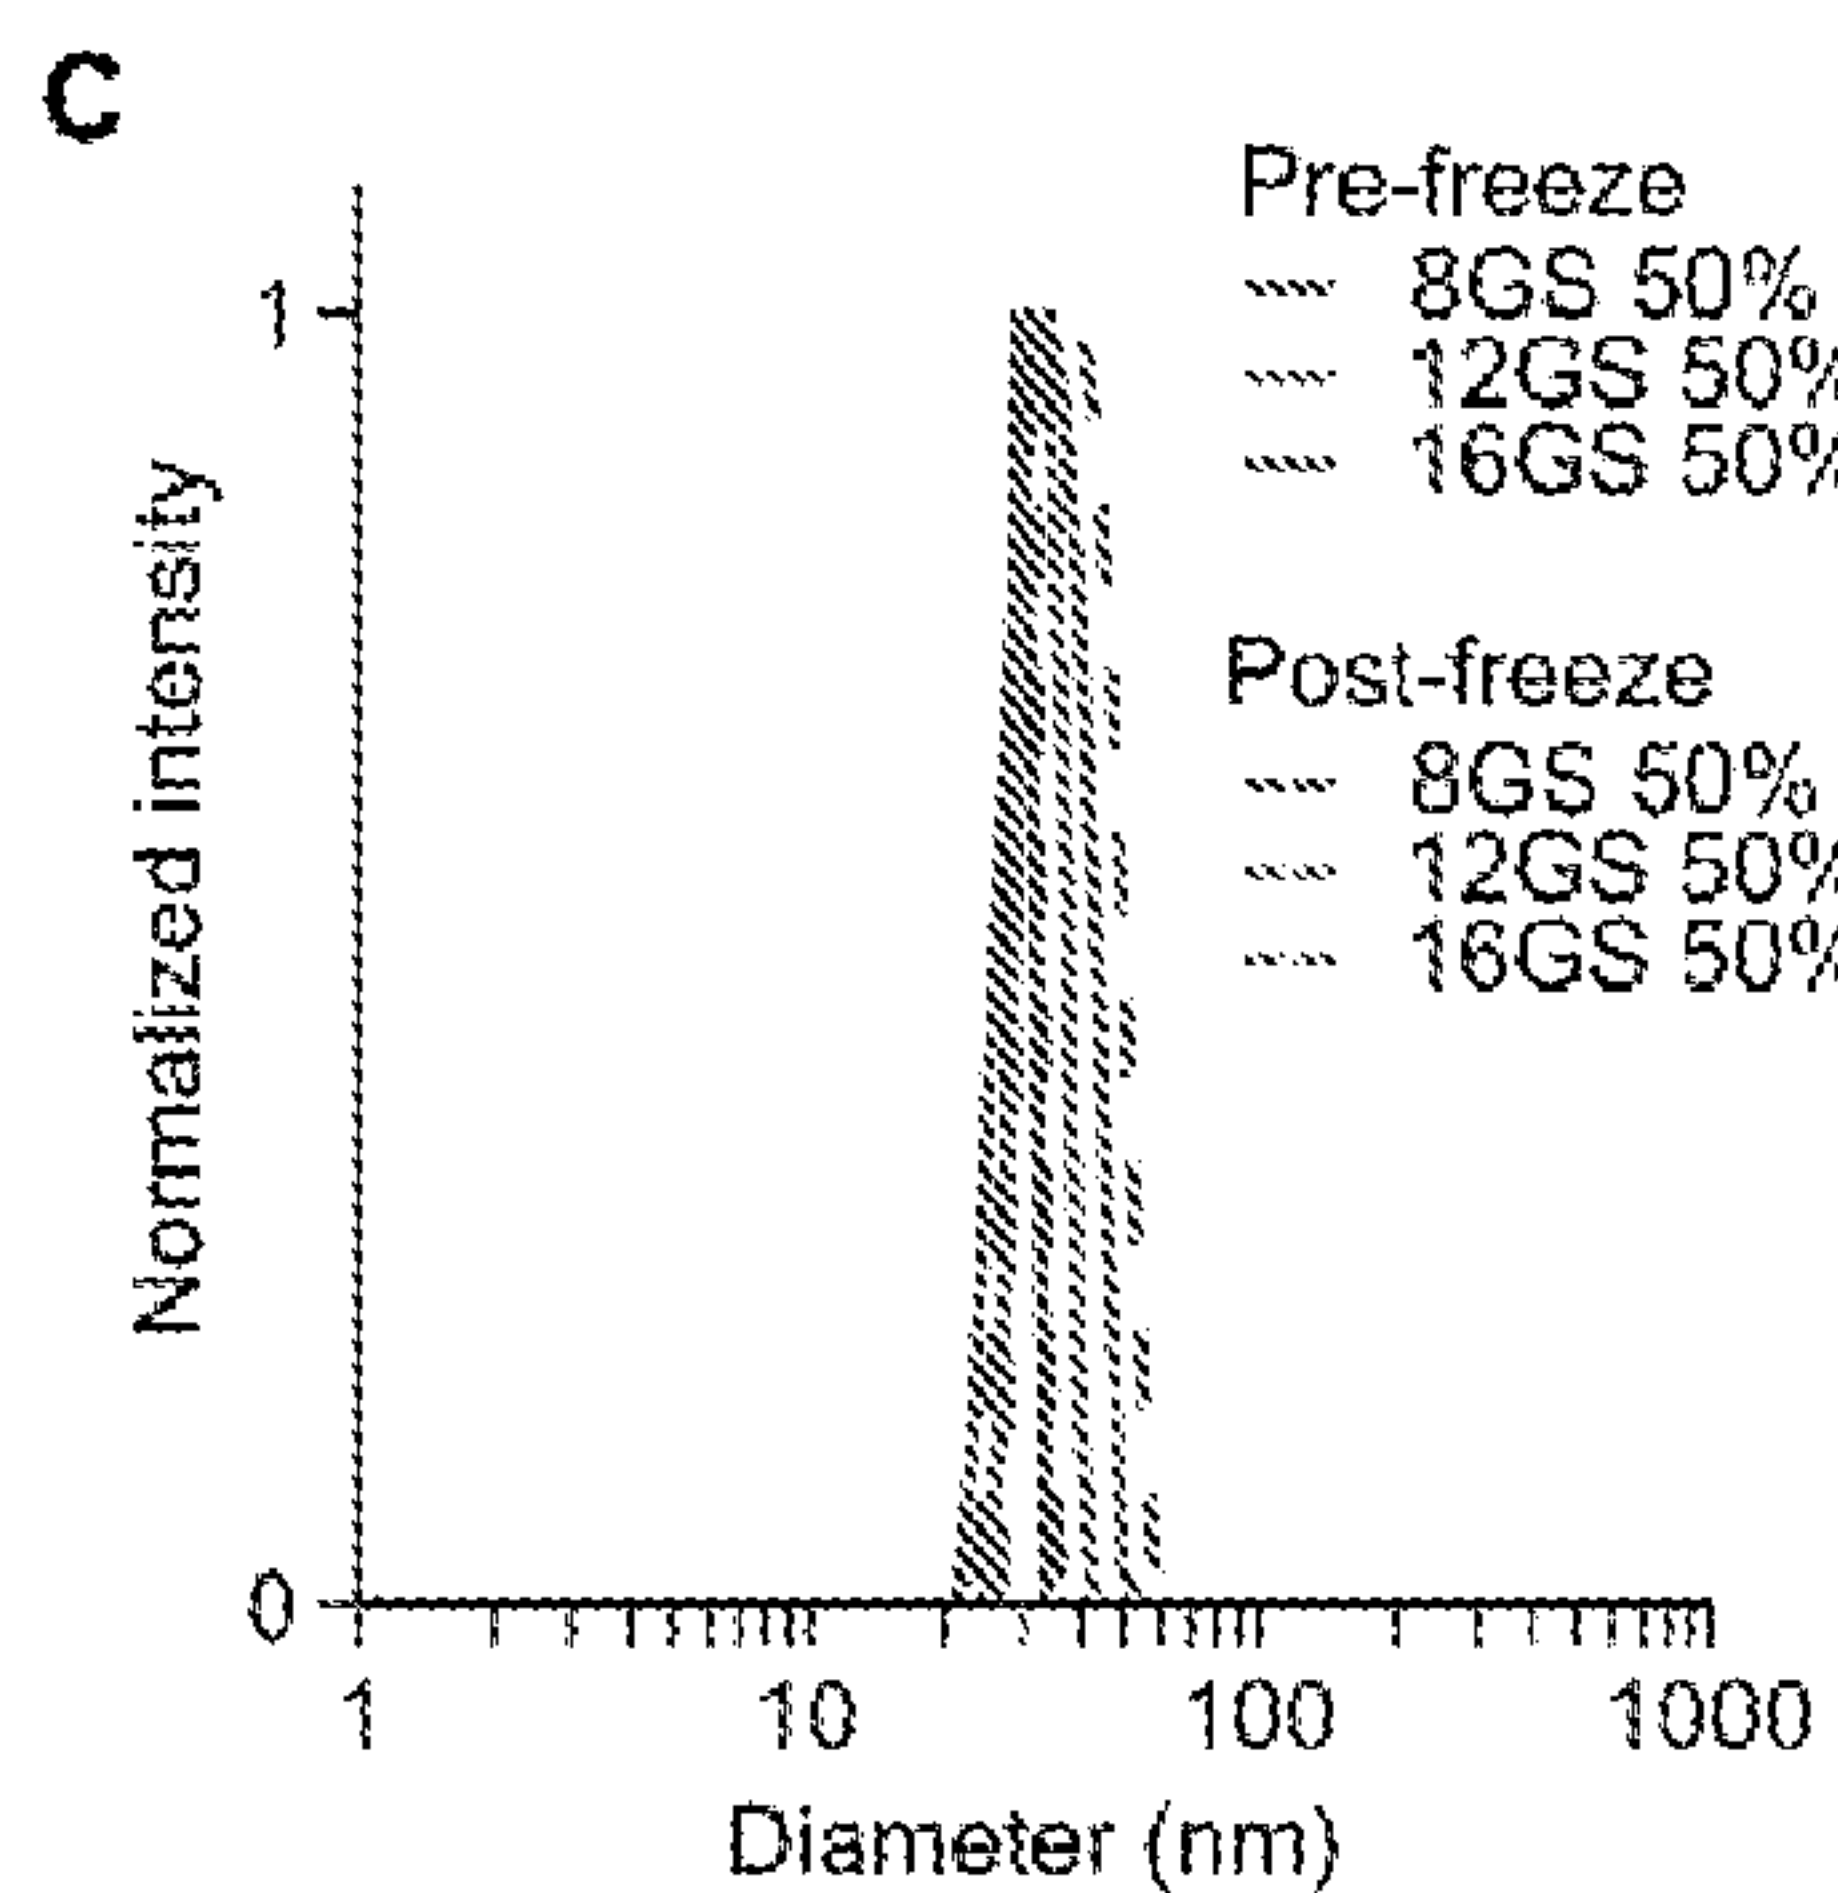 C
Pre-freeze
8GS 50%
12GS 50%
16GS 50%
Post-freeze
8GS 50%
12GS 50%
16GS 50%
Normalized intensity
1
0
1 10 100 1000
Diameter (nm)